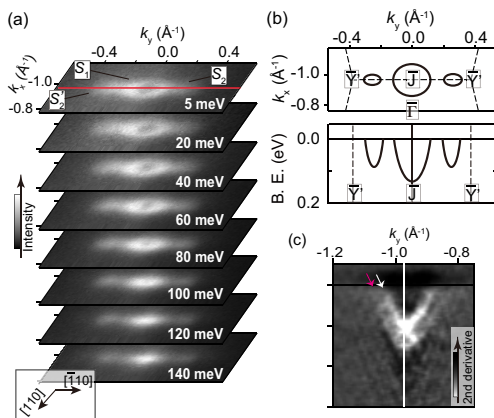 (a)
k_y (Å⁻¹)
-0.4 0.0 0.4
k_x (Å⁻¹)
-1.0
-0.8
S₁
S₂
S₂'
5 meV
20 meV
40 meV
60 meV
80 meV
100 meV
120 meV
140 meV
Intensity
[1̄10]
[110]
(b)
k_y (Å⁻¹)
-0.4 0.0 0.4
k_x (Å⁻¹)
-1.0
-0.8
Ȳ' J̄ Ȳ'
Γ̄
B. E. (eV)
0.0
0.2
Ȳ' J̄ Ȳ'
(c)
k_y (Å⁻¹)
-1.2 -1.0 -0.8
2nd derivative